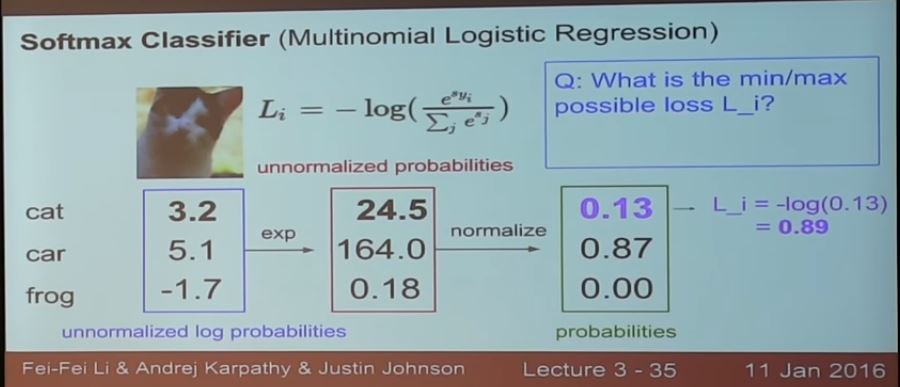 Softmax Classifier (Multinomial Logistic Regression)
Q: What is the min/max
possible loss L_i?
L_i = − log(e^{s_{y_i}} / ∑_j e^{s_j})
unnormalized probabilities
cat 3.2 24.5 0.13 → L_i = -log(0.13)
= 0.89
exp normalize
car 5.1 164.0 0.87
frog -1.7 0.18 0.00
unnormalized log probabilities probabilities
Fei-Fei Li & Andrej Karpathy & Justin Johnson Lecture 3 - 35 11 Jan 2016